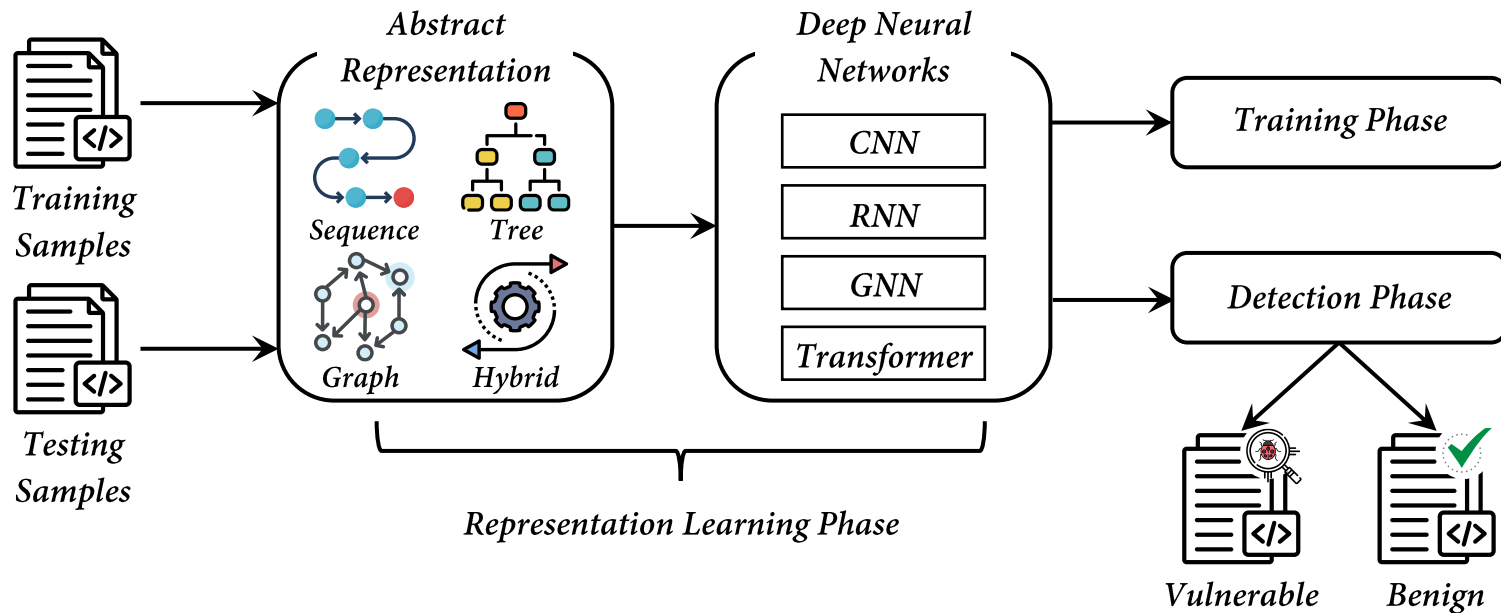 Training
Samples
Testing
Samples
Abstract
Representation
Sequence
Tree
Graph
Hybrid
Deep Neural
Networks
CNN
RNN
GNN
Transformer
Representation Learning Phase
Training Phase
Detection Phase
</>
</>
</>
</>
Vulnerable
Benign